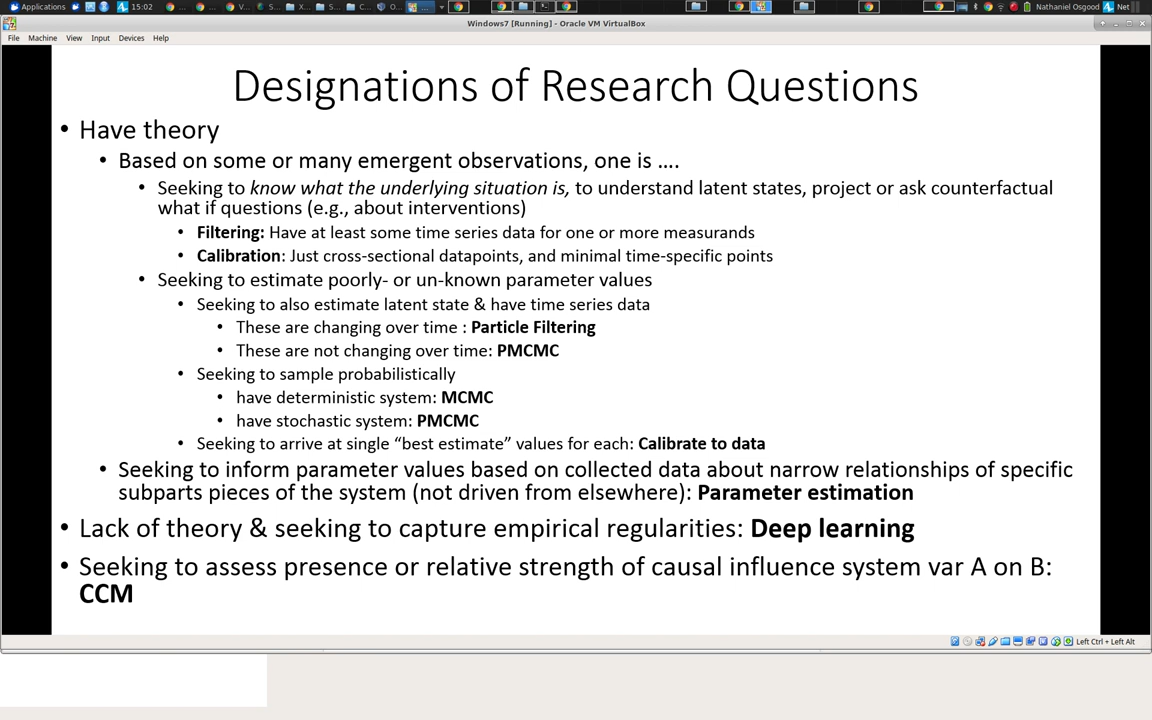 Applications
15:02
V...
S...
X...
S...
C...
O...
...
Nathaniel Osgood
Net
Windows7 [Running] - Oracle VM VirtualBox
File Machine View Input Devices Help
Designations of Research Questions
• Have theory
• Based on some or many emergent observations, one is ….
• Seeking to know what the underlying situation is, to understand latent states, project or ask counterfactual
what if questions (e.g., about interventions)
• Filtering: Have at least some time series data for one or more measurands
• Calibration: Just cross-sectional datapoints, and minimal time-specific points
• Seeking to estimate poorly- or un-known parameter values
• Seeking to also estimate latent state & have time series data
• These are changing over time : Particle Filtering
• These are not changing over time: PMCMC
• Seeking to sample probabilistically
• have deterministic system: MCMC
• have stochastic system: PMCMC
• Seeking to arrive at single “best estimate” values for each: Calibrate to data
• Seeking to inform parameter values based on collected data about narrow relationships of specific
subparts pieces of the system (not driven from elsewhere): Parameter estimation
• Lack of theory & seeking to capture empirical regularities: Deep learning
• Seeking to assess presence or relative strength of causal influence system var A on B:
CCM
Left Ctrl + Left Alt